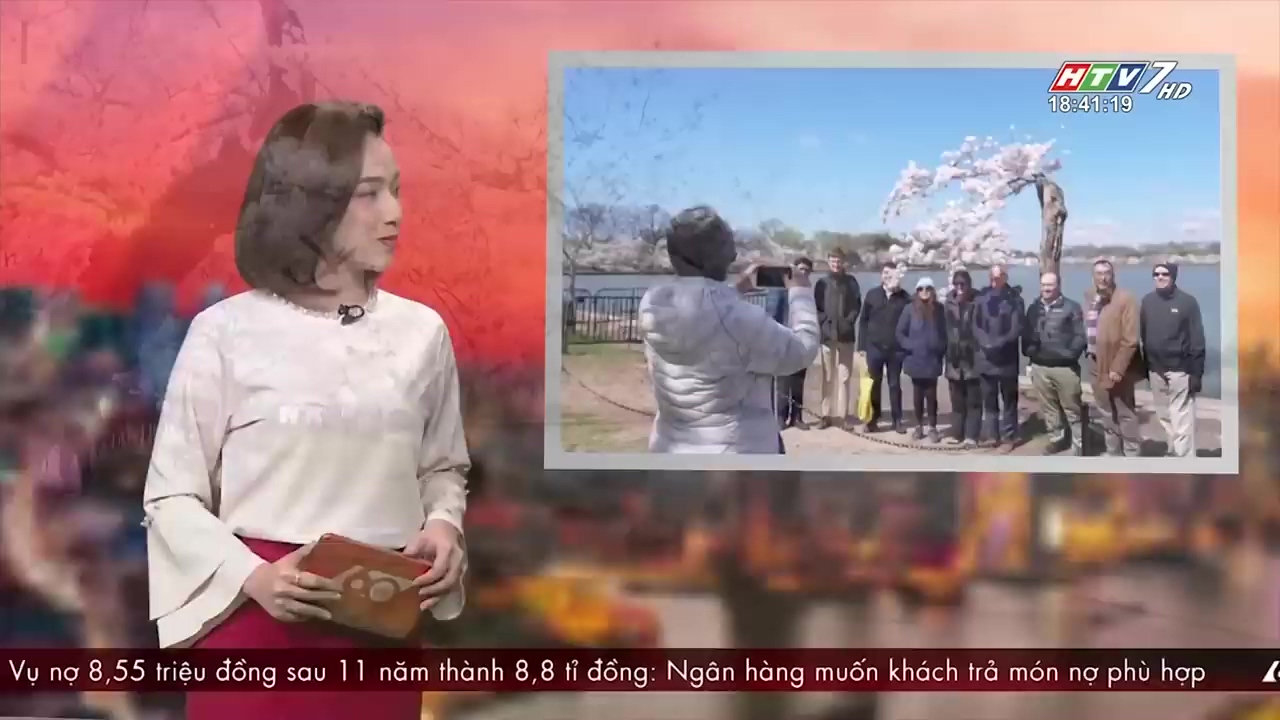 HTV7 HD
18:41:19
Vụ nợ 8,55 triệu đồng sau 11 năm thành 8,8 tỉ đồng: Ngân hàng muốn khách trả món nợ phù hợp